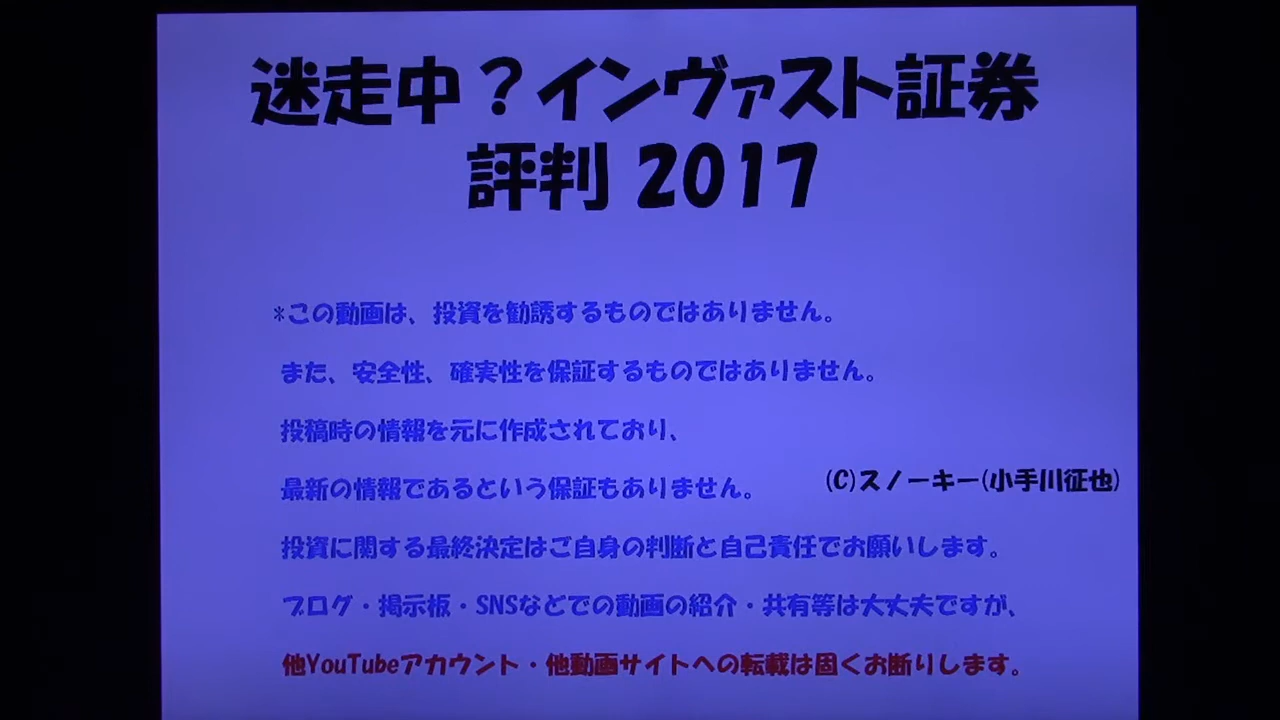 迷走中？インヴァスト証券
評判 2017
*この動画は、投資を勧誘するものではありません。
また、安全性、確実性を保証するものではありません。
投稿時の情報を元に作成されており、
最新の情報であるという保証もありません。
(C)スノーキー(小手川征也)
投資に関する最終決定はご自身の判断と自己責任でお願いします。
ブログ・掲示板・SNSなどでの動画の紹介・共有等は大丈夫ですが、
他YouTubeアカウント・他動画サイトへの転載は固くお断りします。